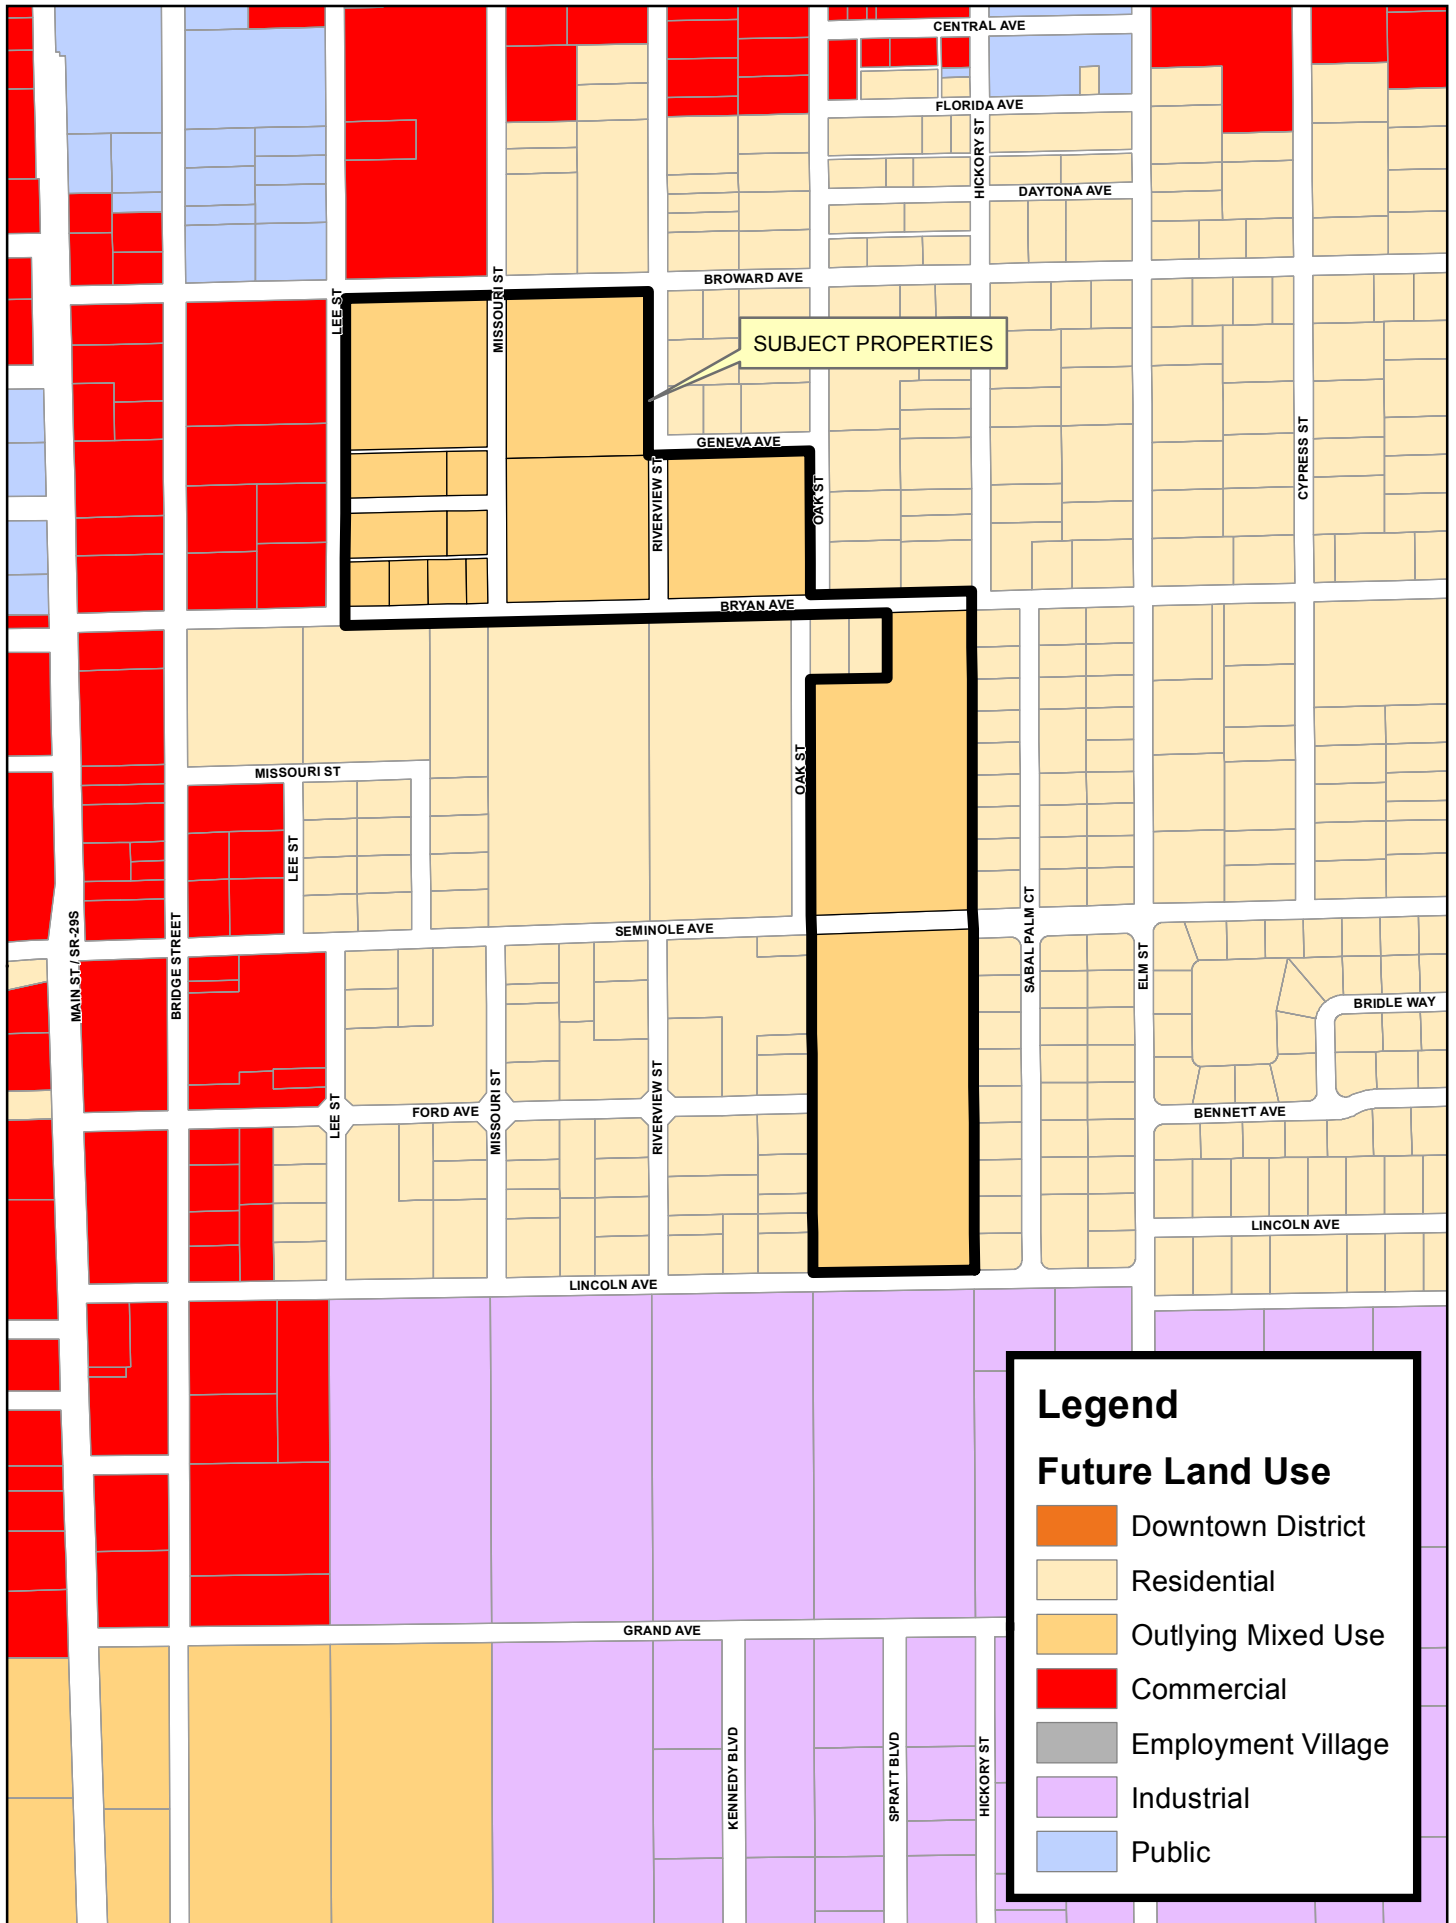 CENTRAL AVE
FLORIDA AVE
HICKORY ST
DAYTONA AVE
BROWARD AVE
LEE ST
MISSOURI ST
SUBJECT PROPERTIES
GENEVA AVE
CYPRESS ST
RIVERVIEW ST
OAK ST
BRYAN AVE
OAK ST
MISSOURI ST
LEE ST
MAIN ST / SR-29S
BRIDGE STREET
SEMINOLE AVE
SABAL PALM CT
ELM ST
BRIDLE WAY
LEE ST
FORD AVE
MISSOURI ST
RIVERVIEW ST
BENNETT AVE
LINCOLN AVE
LINCOLN AVE
GRAND AVE
KENNEDY BLVD
SPRATT BLVD
HICKORY ST
Legend
Future Land Use
Downtown District
Residential
Outlying Mixed Use
Commercial
Employment Village
Industrial
Public